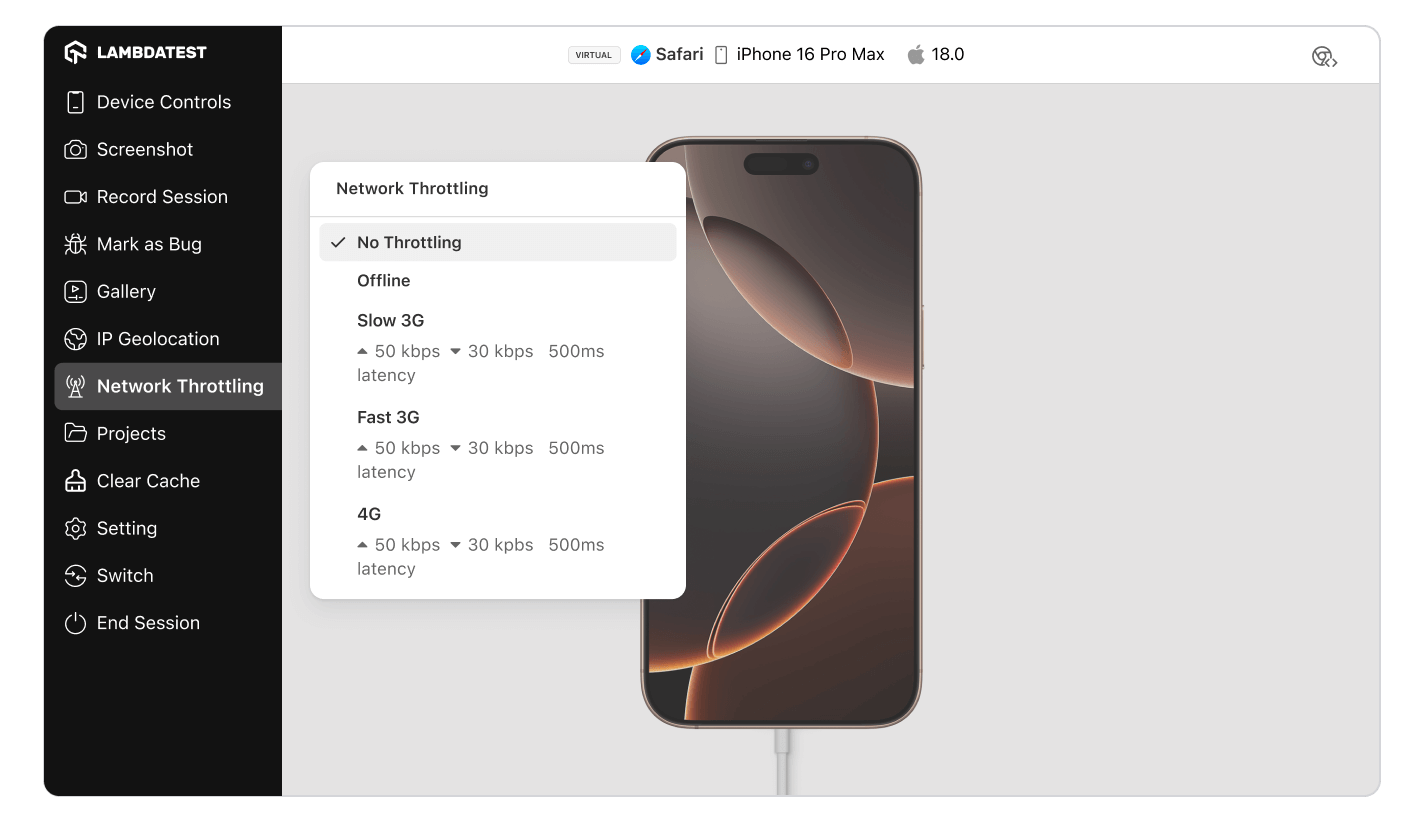 LAMBDATEST
VIRTUAL Safari iPhone 16 Pro Max 18.0
Device Controls
Screenshot
Record Session
Mark as Bug
Gallery
IP Geolocation
Network Throttling
Projects
Clear Cache
Setting
Switch
End Session
Network Throttling
No Throttling
Offline
Slow 3G
50 kbps 30 kbps 500ms
latency
Fast 3G
50 kbps 30 kbps 500ms
latency
4G
50 kbps 30 kpbs 500ms
latency